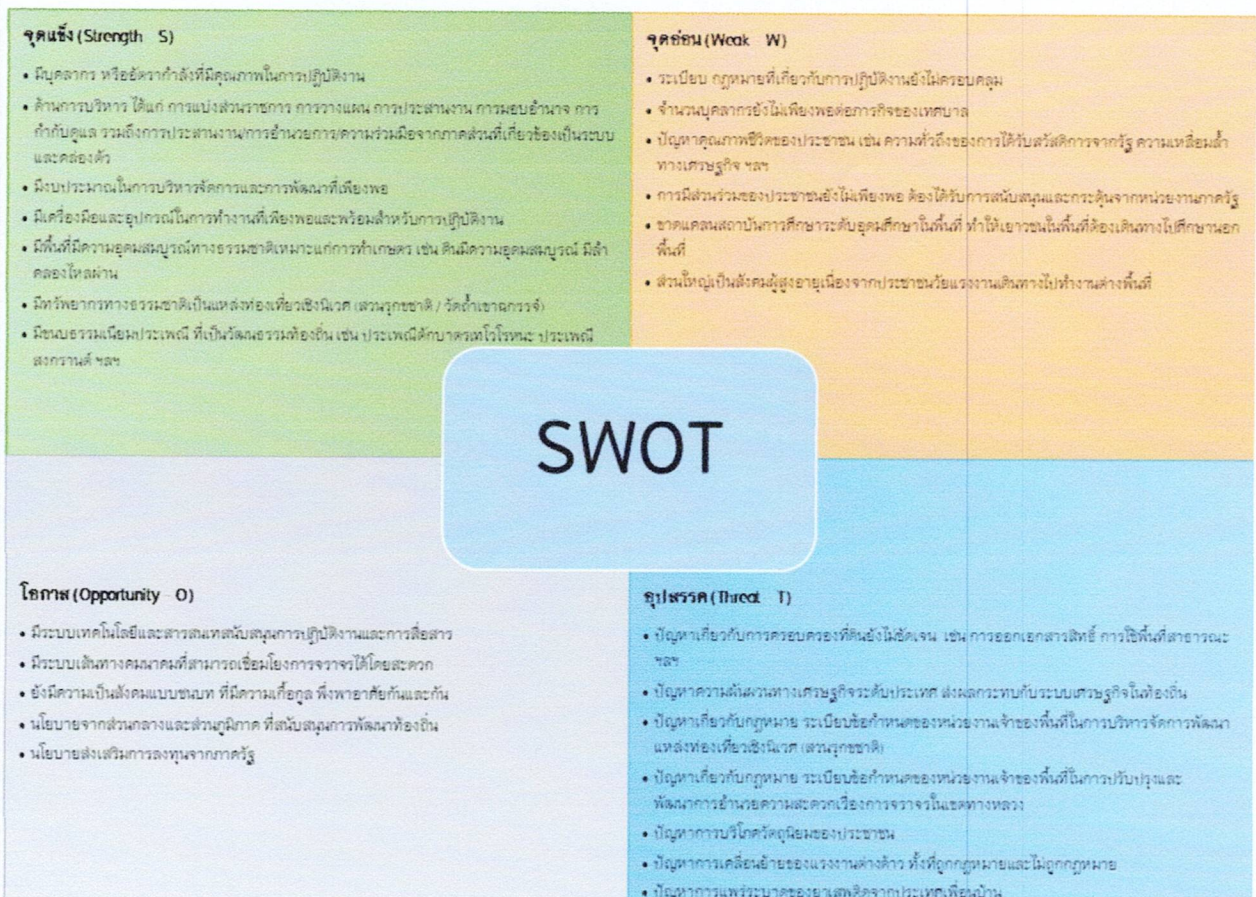 จุดแข็ง (Strength S)
• มีบุคลากร หรืออัตรากำลังที่มีคุณภาพในการปฏิบัติงาน
• ด้านการบริหาร ได้แก่ การแบ่งส่วนราชการ การวางแผน การประสานงาน การมอบอำนาจ การ
กำกับดูแล รวมถึงการประสานงาน/การอำนวยการ/ความร่วมมือจากภาคส่วนที่เกี่ยวข้องเป็นระบบ
และคล่องตัว
• มีงบประมาณในการบริหารจัดการและการพัฒนาที่เพียงพอ
• มีเครื่องมือและอุปกรณ์ในการทำงานที่เพียงพอและพร้อมสำหรับการปฏิบัติงาน
• มีพื้นที่มีความอุดมสมบูรณ์ทางธรรมชาติเหมาะแก่การทำเกษตร เช่น ดินมีความอุดมสมบูรณ์ มีลำ
คลองไหลผ่าน
• มีทรัพยากรทางธรรมชาติเป็นแหล่งท่องเที่ยวเชิงนิเวศ (สวนรุกขชาติ / วัดถ้ำเขาฉกรรจ์)
• มีขนบธรรมเนียมประเพณี ที่เป็นวัฒนธรรมท้องถิ่น เช่น ประเพณีตักบาตรเทโวโรหนะ ประเพณี
สงกรานต์ ฯลฯ
จุดอ่อน (Weak W)
• ระเบียบ กฎหมายที่เกี่ยวกับการปฏิบัติงานยังไม่ครอบคลุม
• จำนวนบุคลากรยังไม่เพียงพอต่อภารกิจของเทศบาล
• ปัญหาคุณภาพชีวิตของประชาชน เช่น ความทั่วถึงของการได้รับสวัสดิการจากรัฐ ความเหลื่อมล้ำ
ทางเศรษฐกิจ ฯลฯ
• การมีส่วนร่วมของประชาชนยังไม่เพียงพอ ต้องได้รับการสนับสนุนและกระตุ้นจากหน่วยงานภาครัฐ
• ขาดแคลนสถาบันการศึกษาระดับอุดมศึกษาในพื้นที่ ทำให้เยาวชนในพื้นที่ต้องเดินทางไปศึกษานอก
พื้นที่
• ส่วนใหญ่เป็นสังคมผู้สูงอายุเนื่องจากประชาชนวัยแรงงานเดินทางไปทำงานต่างพื้นที่
SWOT
โอกาส (Opportunity O)
• มีระบบเทคโนโลยีและสารสนเทศสนับสนุนการปฏิบัติงานและการสื่อสาร
• มีระบบเส้นทางคมนาคมที่สามารถเชื่อมโยงการจราจรได้โดยสะดวก
• ยังมีความเป็นสังคมแบบชนบท ที่มีความเกื้อกูล พึ่งพาอาศัยกันและกัน
• นโยบายจากส่วนกลางและส่วนภูมิภาค ที่สนับสนุนการพัฒนาท้องถิ่น
• นโยบายส่งเสริมการลงทุนจากภาครัฐ
อุปสรรค (Threat T)
• ปัญหาเกี่ยวกับการครอบครองที่ดินยังไม่ชัดเจน เช่น การออกเอกสารสิทธิ์ การใช้พื้นที่สาธารณะ
ฯลฯ
• ปัญหาความผันผวนทางเศรษฐกิจระดับประเทศ ส่งผลกระทบกับระบบเศรษฐกิจในท้องถิ่น
• ปัญหาเกี่ยวกับกฎหมาย ระเบียบข้อกำหนดของหน่วยงานเจ้าของพื้นที่ในการบริหารจัดการพัฒนา
แหล่งท่องเที่ยวเชิงนิเวศ (สวนรุกขชาติ)
• ปัญหาเกี่ยวกับกฎหมาย ระเบียบข้อกำหนดของหน่วยงานเจ้าของพื้นที่ในการปรับปรุงและ
พัฒนาการอำนวยความสะดวกเรื่องการจราจรในเขตทางหลวง
• ปัญหาการบริโภควัตถุนิยมของประชาชน
• ปัญหาการเคลื่อนย้ายของแรงงานต่างด้าว ทั้งที่ถูกกฎหมายและไม่ถูกกฎหมาย
• ปัญหาการแพร่ระบาดของยาเสพติดจากประเทศเพื่อนบ้าน